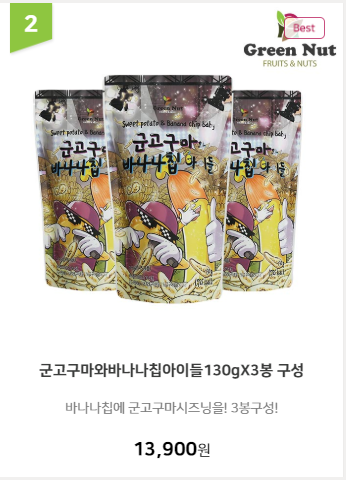 2
Best
Green Nut
FRUITS & NUTS
Green Nut
Sweet potato & Banana chip baby
군고구마와
바나나칩아이들
군고구마와바나나칩아이들130gX3봉 구성
바나나칩에 군고구마시즈닝을! 3봉구성!
13,900원